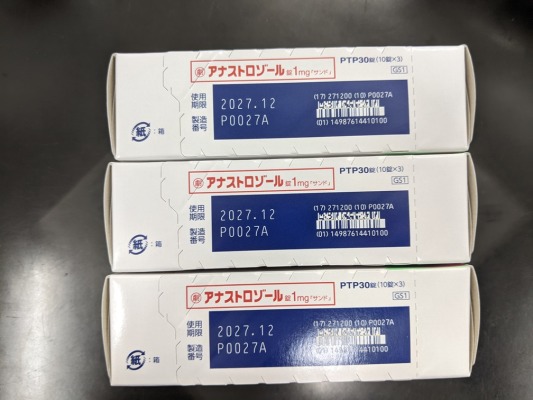 劇 アナストロゾール錠1mg「サンド」 PTP30錠(10錠×3)
GS1
使用期限 2027.12 (17) 271200 (10) P0027A
製造番号 P0027A (01) 14987614410100
紙 :箱
劇 アナストロゾール錠1mg「サンド」 PTP30錠(10錠×3)
GS1
使用期限 2027.12 (17) 271200 (10) P0027A
製造番号 P0027A (01) 14987614410100
紙 :箱
劇 アナストロゾール錠1mg「サンド」 PTP30錠(10錠×3)
GS1
使用期限 2027.12 (17) 271200 (10) P0027A
製造番号 P0027A (01) 14987614410100
紙 :箱